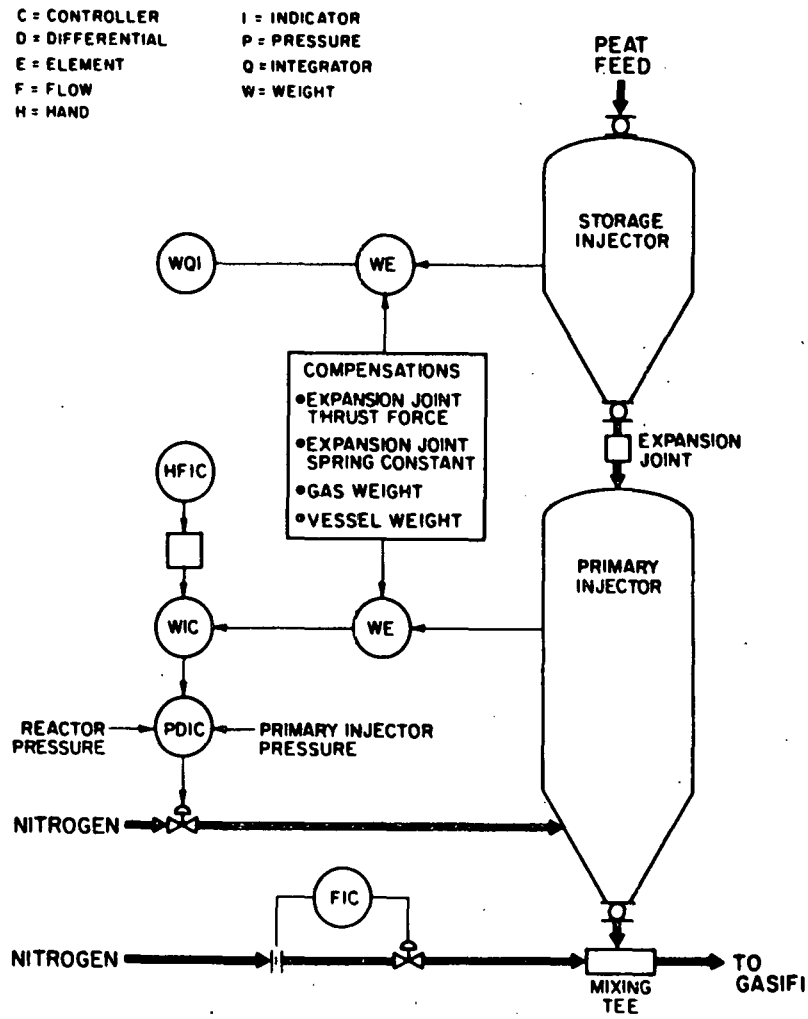 C = CONTROLLER
D = DIFFERENTIAL
E = ELEMENT
F = FLOW
H = HAND
I = INDICATOR
P = PRESSURE
Q = INTEGRATOR
W = WEIGHT
PEAT
FEED
STORAGE
INJECTOR
WQI
WE
COMPENSATIONS
•EXPANSION JOINT
THRUST FORCE
•EXPANSION JOINT
SPRING CONSTANT
•GAS WEIGHT
•VESSEL WEIGHT
EXPANSION
JOINT
HFIC
PRIMARY
INJECTOR
WIC
WE
REACTOR
PRESSURE
PDIC
PRIMARY INJECTOR
PRESSURE
NITROGEN
FIC
NITROGEN
MIXING
TEE
TO
GASIFI